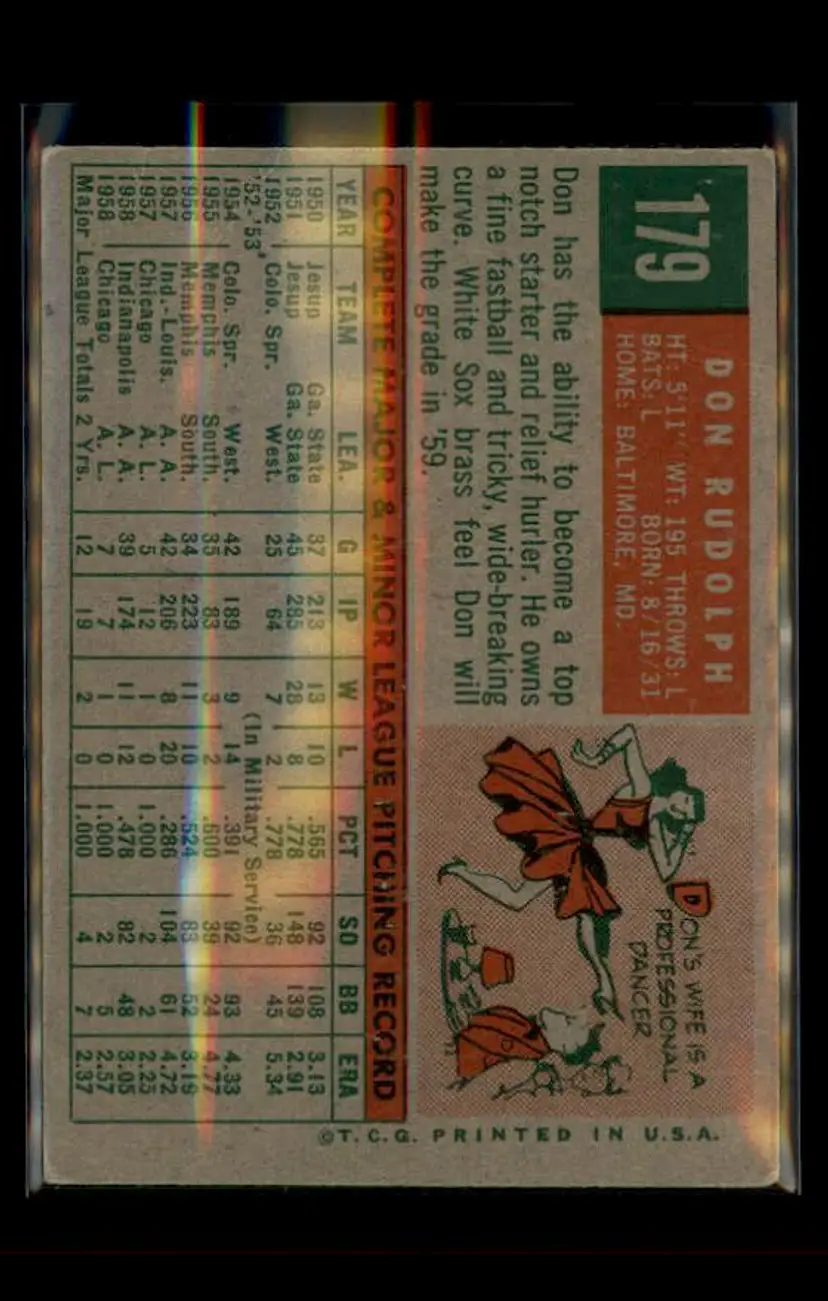 179
DON RUDOLPH
HT: 5'11" WT: 195 THROWS: L
BATS: L BORN: 8/16/31
HOME: BALTIMORE, MD.
Don has the ability to become a top
notch starter and relief hurler. He owns
a fine fastball and tricky, wide-breaking
curve. White Sox brass feel Don will
make the grade in '59.
DON'S WIFE IS A
PROFESSIONAL
DANCER
COMPLETE MAJOR & MINOR LEAGUE PITCHING RECORD
YEAR TEAM LEA. G IP W L PCT SO BB ERA
1950 Jesup Ga. State 37 213 13 10 .565 92 108 3.13
1951 Jesup Ga. State 45 285 28 8 .778 148 139 2.91
1952 Colo. Spr. West. 25 64 7 2 .778 36 45 5.34
'52-'53 (In Military Service)
1954 Colo. Spr. West. 42 189 9 14 .391 92 93 4.33
1955 Memphis South. 35 83 3 2 .600 39 24 4.77
1956 Memphis South. 34 223 11 10 .524 83 52 3.19
1957 Ind.-Louis. A. A. 42 206 8 20 .286 104 61 4.72
1957 Chicago A. L. 5 12 1 0 1.000 2 2 2.25
1958 Indianapolis A. A. 39 174 11 12 .478 82 48 3.05
1958 Chicago A. L. 7 7 1 0 1.000 2 5 2.57
Major League Totals 2 Yrs. 12 19 2 0 1.000 4 7 2.37
©T.C.G. PRINTED IN U.S.A.